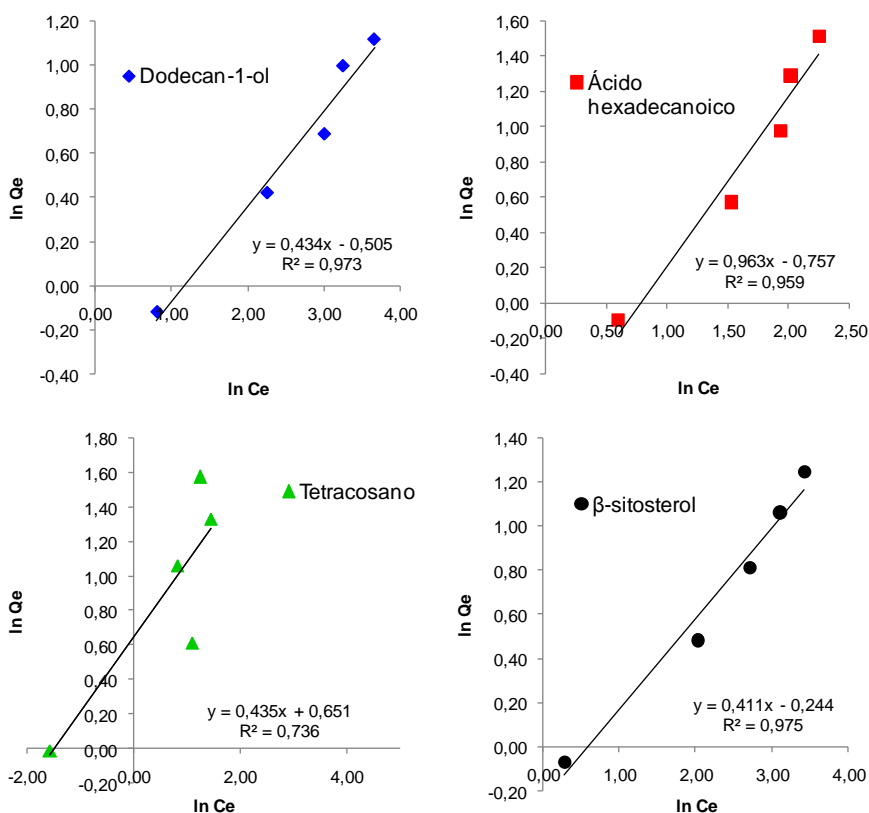 1,20
1,00
0,80
0,60
0,40
0,20
0,00
-0,20
-0,40
0,00
1,00
2,00
3,00
4,00
ln Qe
ln Ce
Dodecan-1-ol
y = 0,434x - 0,505
R² = 0,973
1,60
1,40
1,20
1,00
0,80
0,60
0,40
0,20
0,00
-0,20
-0,40
0,00
0,50
1,00
1,50
2,00
2,50
ln Qe
ln Ce
Ácido
hexadecanoico
y = 0,963x - 0,757
R² = 0,959
1,80
1,60
1,40
1,20
1,00
0,80
0,60
0,40
0,20
0,00
-0,20
-2,00
0,00
2,00
4,00
ln Qe
ln Ce
Tetracosano
y = 0,435x + 0,651
R² = 0,736
1,40
1,20
1,00
0,80
0,60
0,40
0,20
0,00
-0,20
0,00
1,00
2,00
3,00
4,00
ln Qe
ln Ce
β-sitosterol
y = 0,411x - 0,244
R² = 0,975